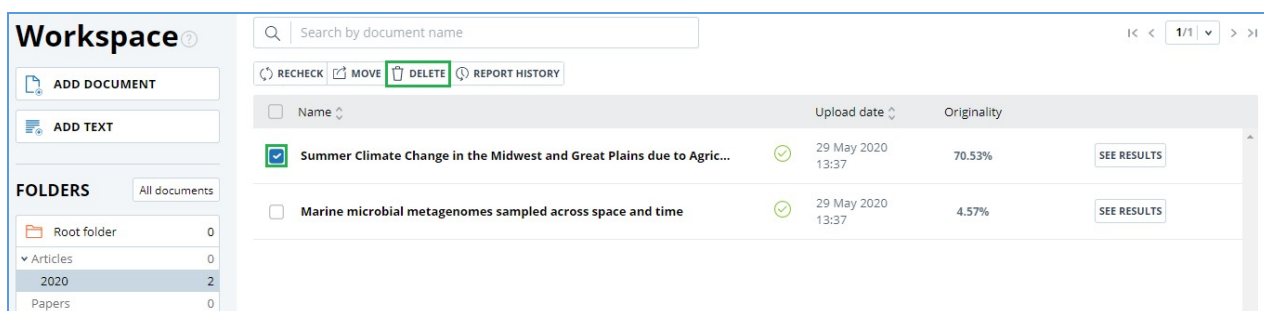 Workspace
ADD DOCUMENT
ADD TEXT
FOLDERS All documents
Root folder 0
Articles 0
2020 2
Papers 0
Search by document name
1/1
RECHECK MOVE DELETE REPORT HISTORY
Name Upload date Originality
Summer Climate Change in the Midwest and Great Plains due to Agric... 29 May 2020 70.53% SEE RESULTS
13:37
Marine microbial metagenomes sampled across space and time 29 May 2020 4.57% SEE RESULTS
13:37